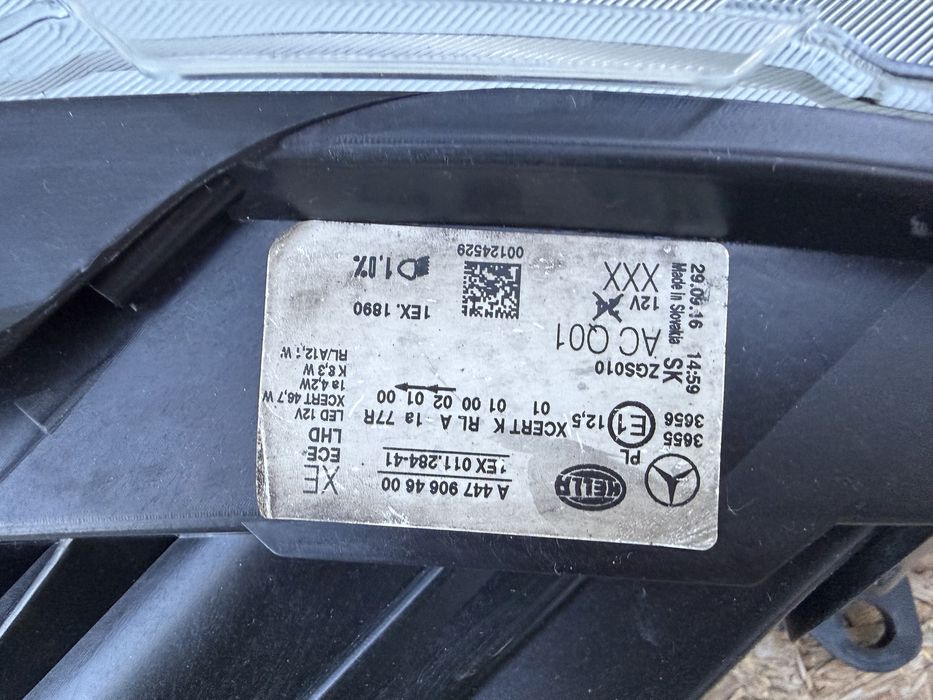 HELLA
A 447 906 46 00
1EX 011.284-41
XE
ECE
LHD
LED 12V
XCERT 46,7 W
1a 4,2W
K 8,3 W
PL
3655
3656
E1
12,5
XCERT K RL A 1a 77R
01 01 00 02 01 00
ZGS010
SK
AC Q01
12V
XXX
29.09.16 14:59
Made in Slovakia
1EX. 1890
1.0%
00124529